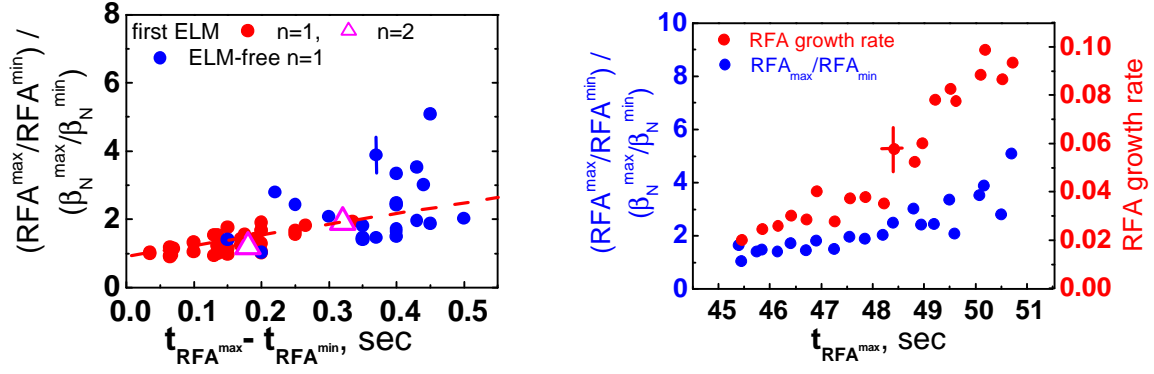 (RFA^max/RFA^min) /
(β_N^max/β_N^min)
8
6
4
2
0
first ELM n=1, n=2
ELM-free n=1
0.0 0.1 0.2 0.3 0.4 0.5
t_RFA^max - t_RFA^min, sec
(RFA^max/RFA^min) /
(β_N^max/β_N^min)
10
8
6
4
2
0
RFA growth rate
RFA_max/RFA_min
45 46 47 48 49 50 51
t_RFA^max, sec
0.10
0.08
0.06
0.04
0.02
0.00
RFA growth rate